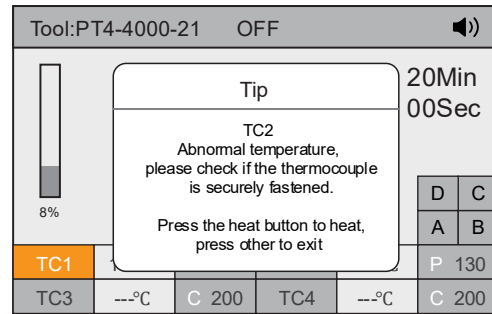 Tool:PT4-4000-21 OFF
20Min
00Sec
Tip
TC2
Abnormal temperature,
please check if the thermocouple
is securely fastened.
Press the heat button to heat,
press other to exit
8%
D C
A B
TC1 P 130
TC3 ---℃ C 200 TC4 ---℃ C 200